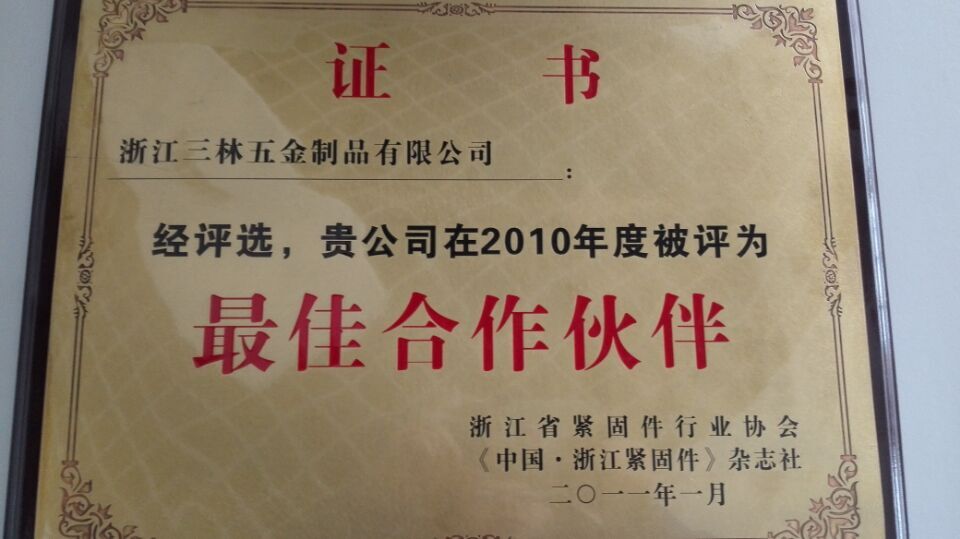 证 书
浙江三林五金制品有限公司：
经评选，贵公司在2010年度被评为
最佳合作伙伴
浙江省紧固件行业协会
《中国·浙江紧固件》杂志社
二〇一一年一月